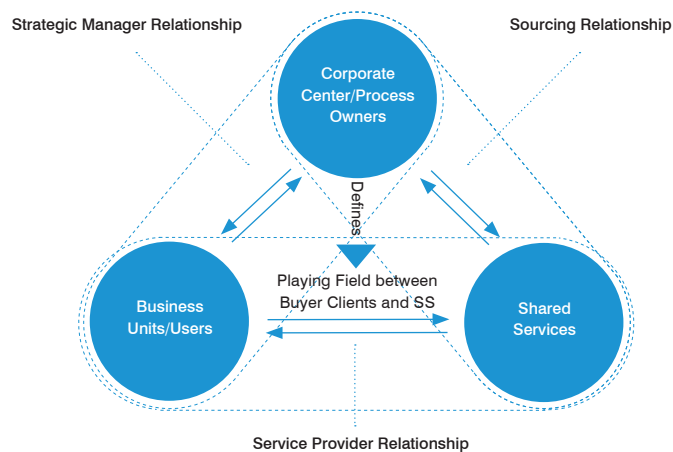 Strategic Manager Relationship
Sourcing Relationship
Corporate
Center/Process
Owners
Defines
Playing Field between
Buyer Clients and SS
Business
Units/Users
Shared
Services
Service Provider Relationship